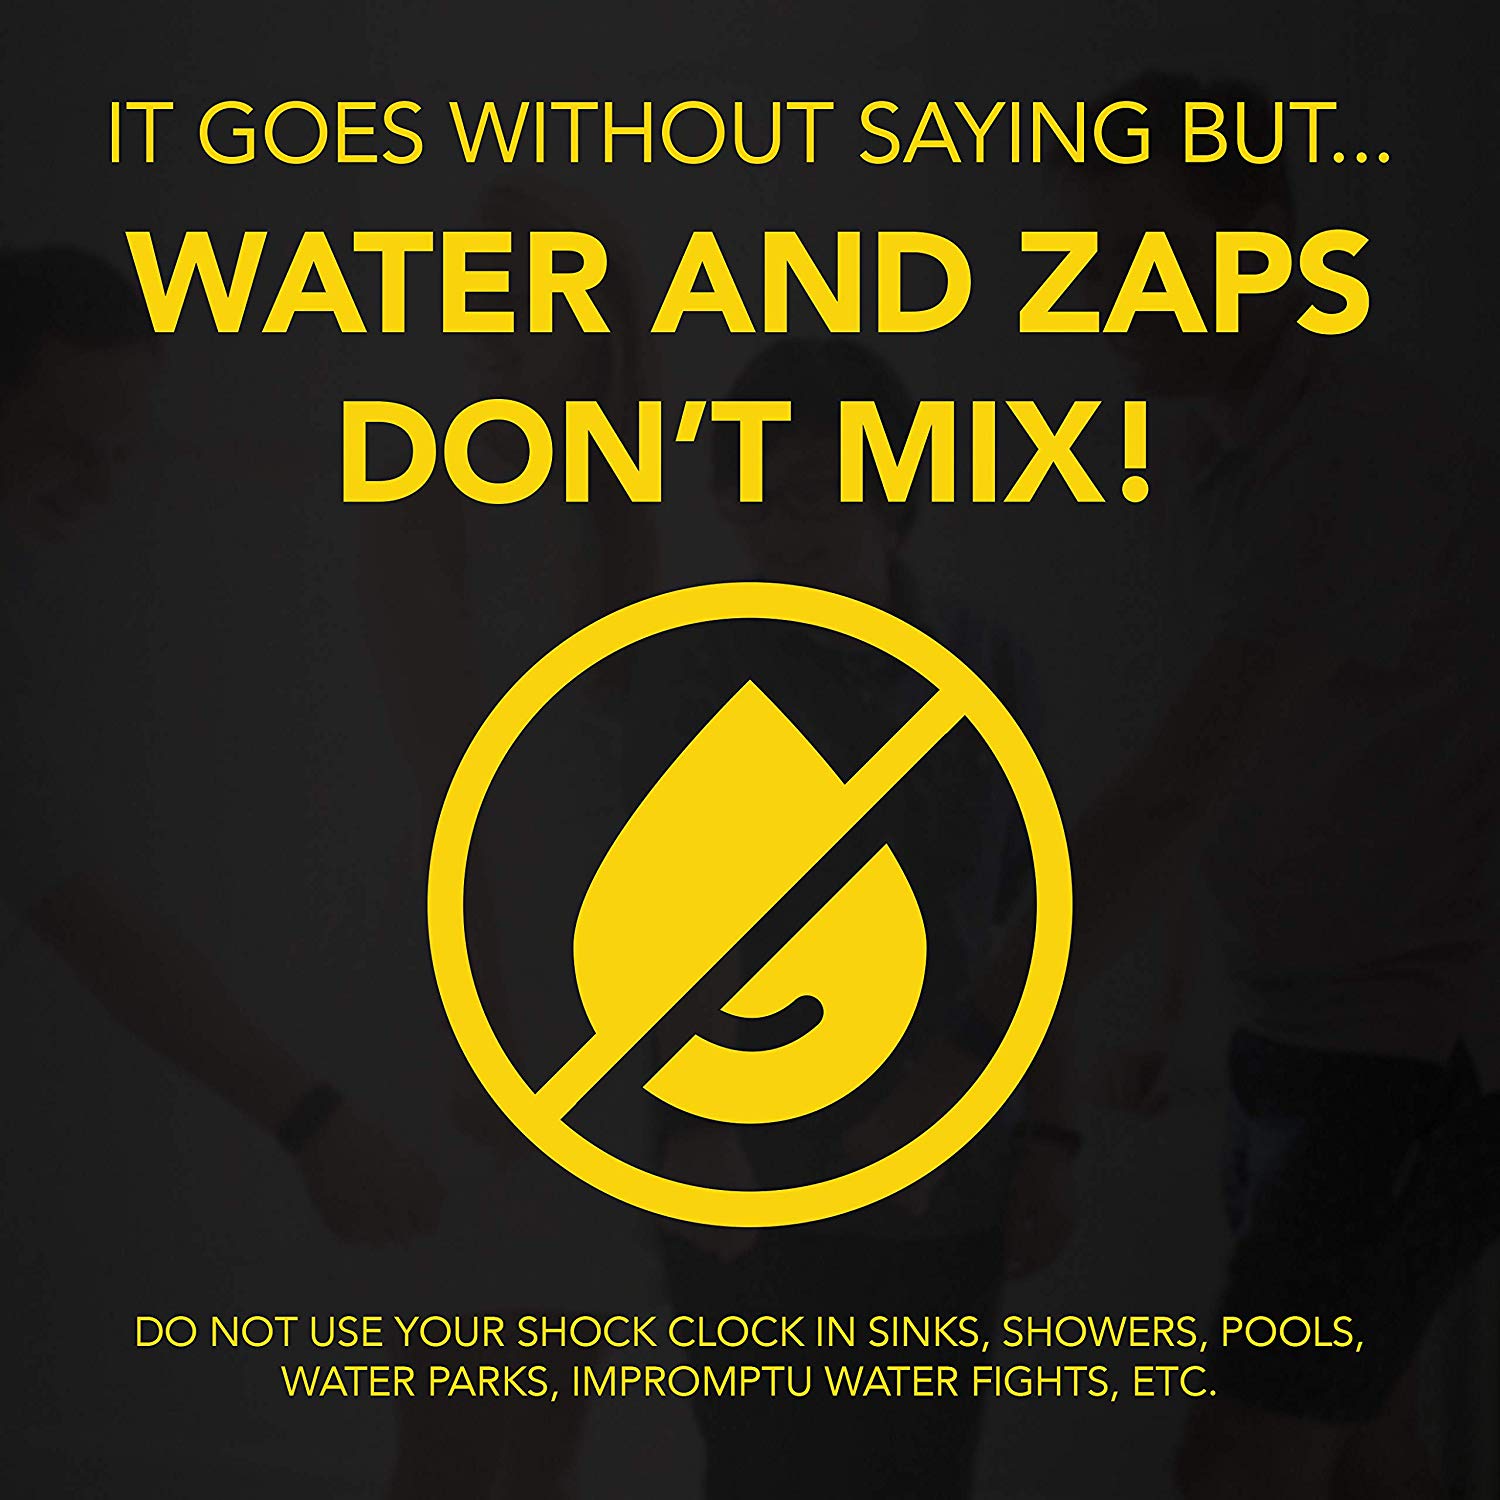 IT GOES WITHOUT SAYING BUT...
WATER AND ZAPS
DON’T MIX!
DO NOT USE YOUR SHOCK CLOCK IN SINKS, SHOWERS, POOLS,
WATER PARKS, IMPROMPTU WATER FIGHTS, ETC.